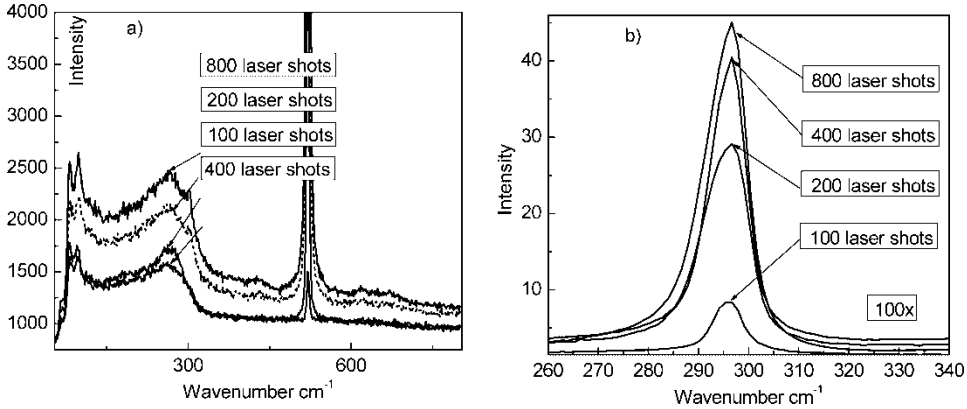 a)
Intensity
4000
3500
3000
2500
2000
1500
1000
800 laser shots
200 laser shots
100 laser shots
400 laser shots
300
600
Wavenumber cm-1
b)
Intensity
40
30
20
10
800 laser shots
400 laser shots
200 laser shots
100 laser shots
100x
260
270
280
290
300
310
320
330
340
Wavenumber cm-1